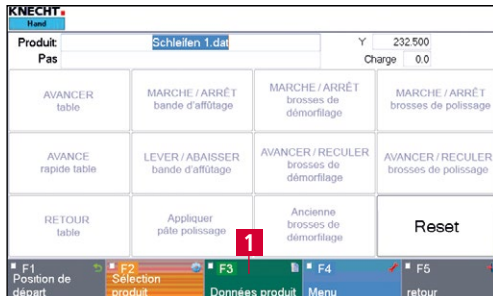 KNECHT
Hand
Produit: Schleifen 1.dat Y 232.500
Pas Charge 0.0
AVANCER
table
MARCHE / ARRÊT
bande d'affûtage
MARCHE / ARRÊT
brosses de
démorfilage
MARCHE / ARRÊT
brosses de polissage
AVANCE
rapide table
LEVER / ABAISSER
bande d'affûtage
AVANCER / RECULER
brosses de
démorfilage
AVANCER / RECULER
brosses de polissage
RETOUR
table
Appliquer
pâte polissage
Ancienne
brosses de
démorfilage
Reset
1
F1
Position de
départ
F2
Sélection
produit
F3
Données produit
F4
Menu
F5
retour